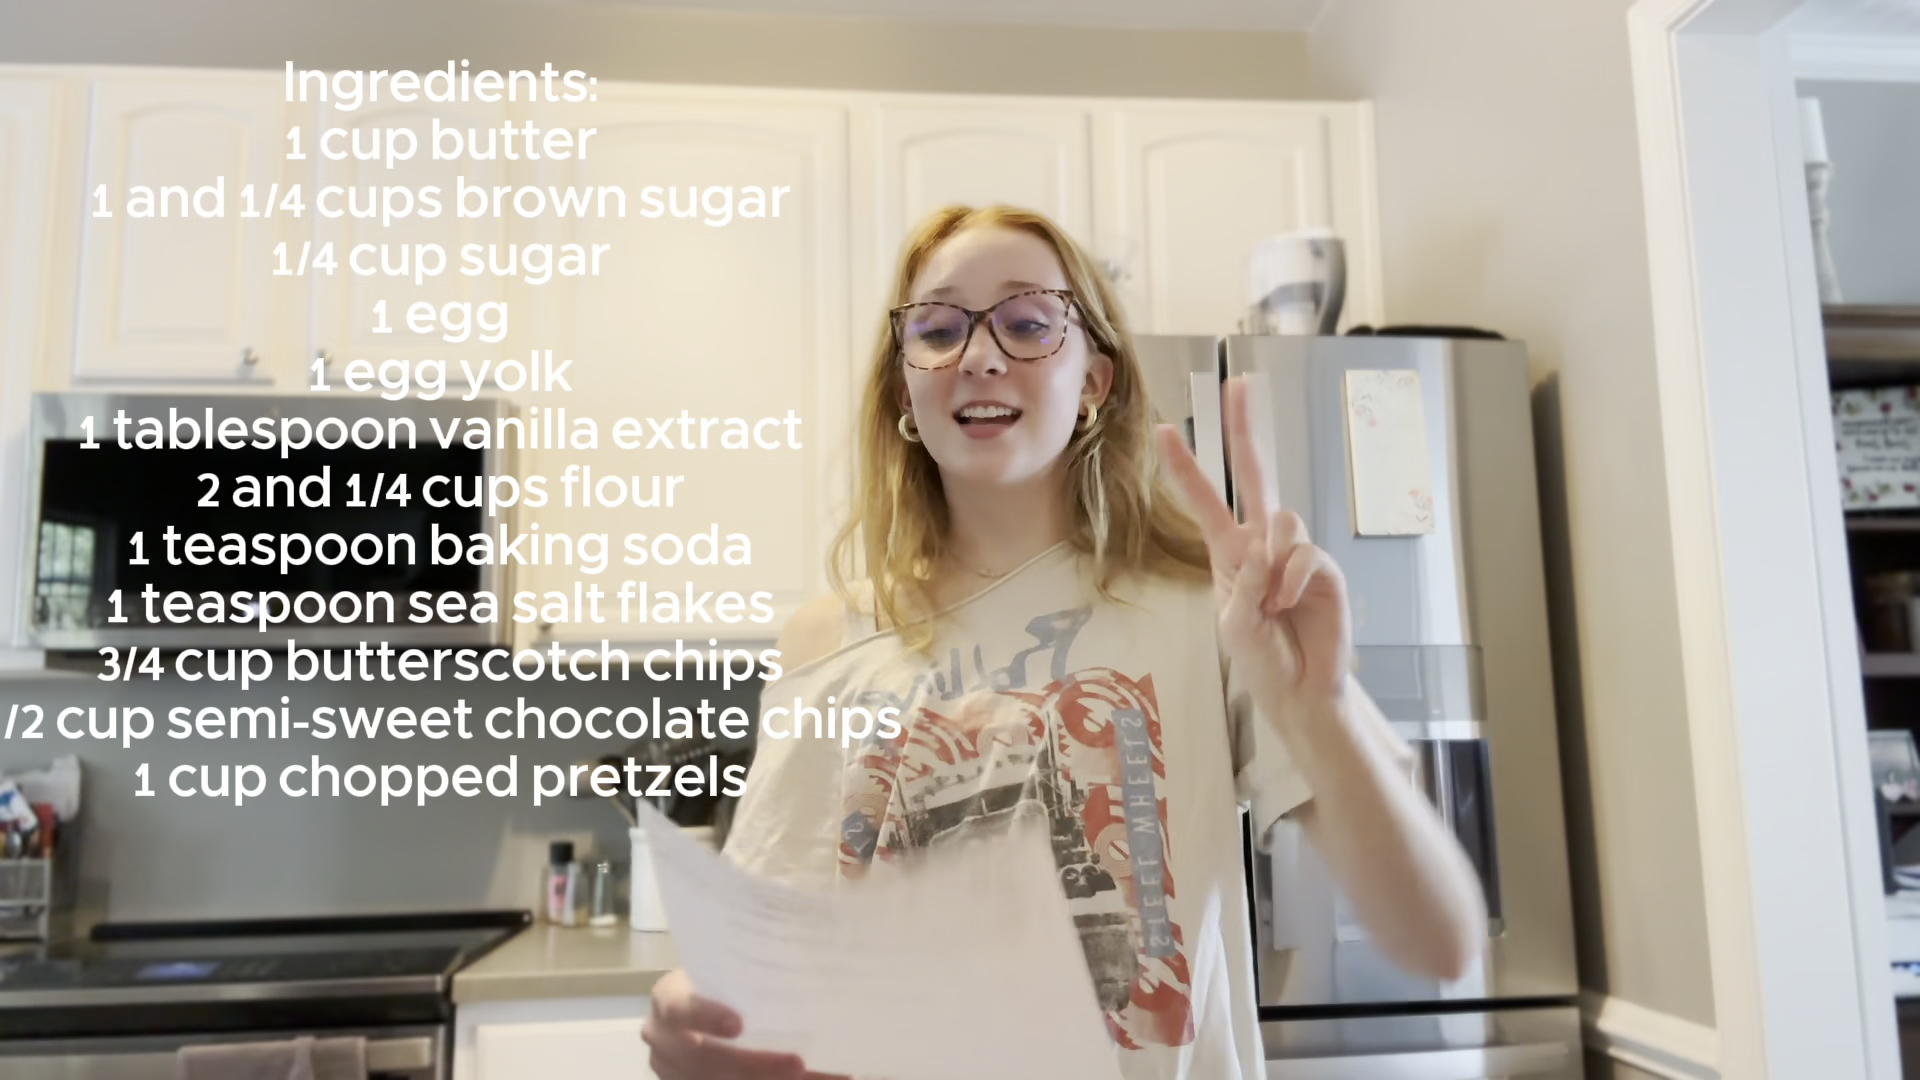 Ingredients:
1 cup butter
1 and 1/4 cups brown sugar
1/4 cup sugar
1 egg
1 egg yolk
1 tablespoon vanilla extract
2 and 1/4 cups flour
1 teaspoon baking soda
1 teaspoon sea salt flakes
3/4 cup butterscotch chips
/2 cup semi-sweet chocolate chips
1 cup chopped pretzels
STEEL WHEELS